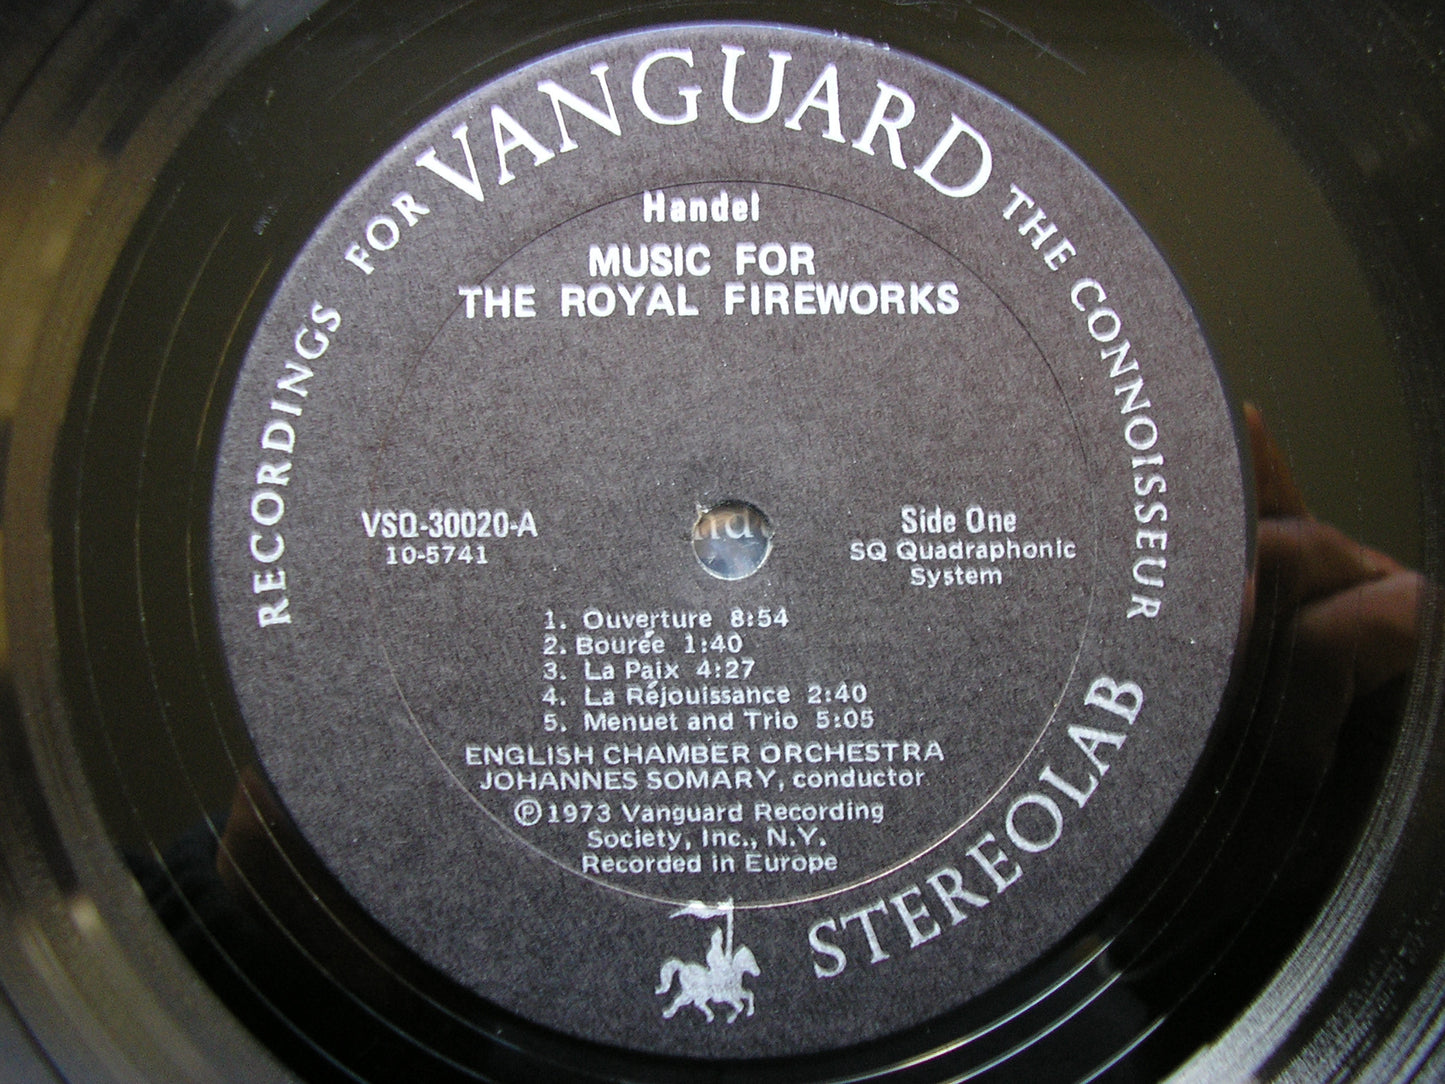 RECORDINGS FOR VANGUARD THE CONNOISSEUR
Handel
MUSIC FOR
THE ROYAL FIREWORKS
VSQ-30020-A
10-5741
Side One
SQ Quadraphonic
System
1. Ouverture 8:54
2. Bourée 1:40
3. La Paix 4:27
4. La Réjouissance 2:40
5. Menuet and Trio 5:05
ENGLISH CHAMBER ORCHESTRA
JOHANNES SOMARY, conductor
℗ 1973 Vanguard Recording
Society, Inc., N.Y.
Recorded in Europe
STEREOLAB